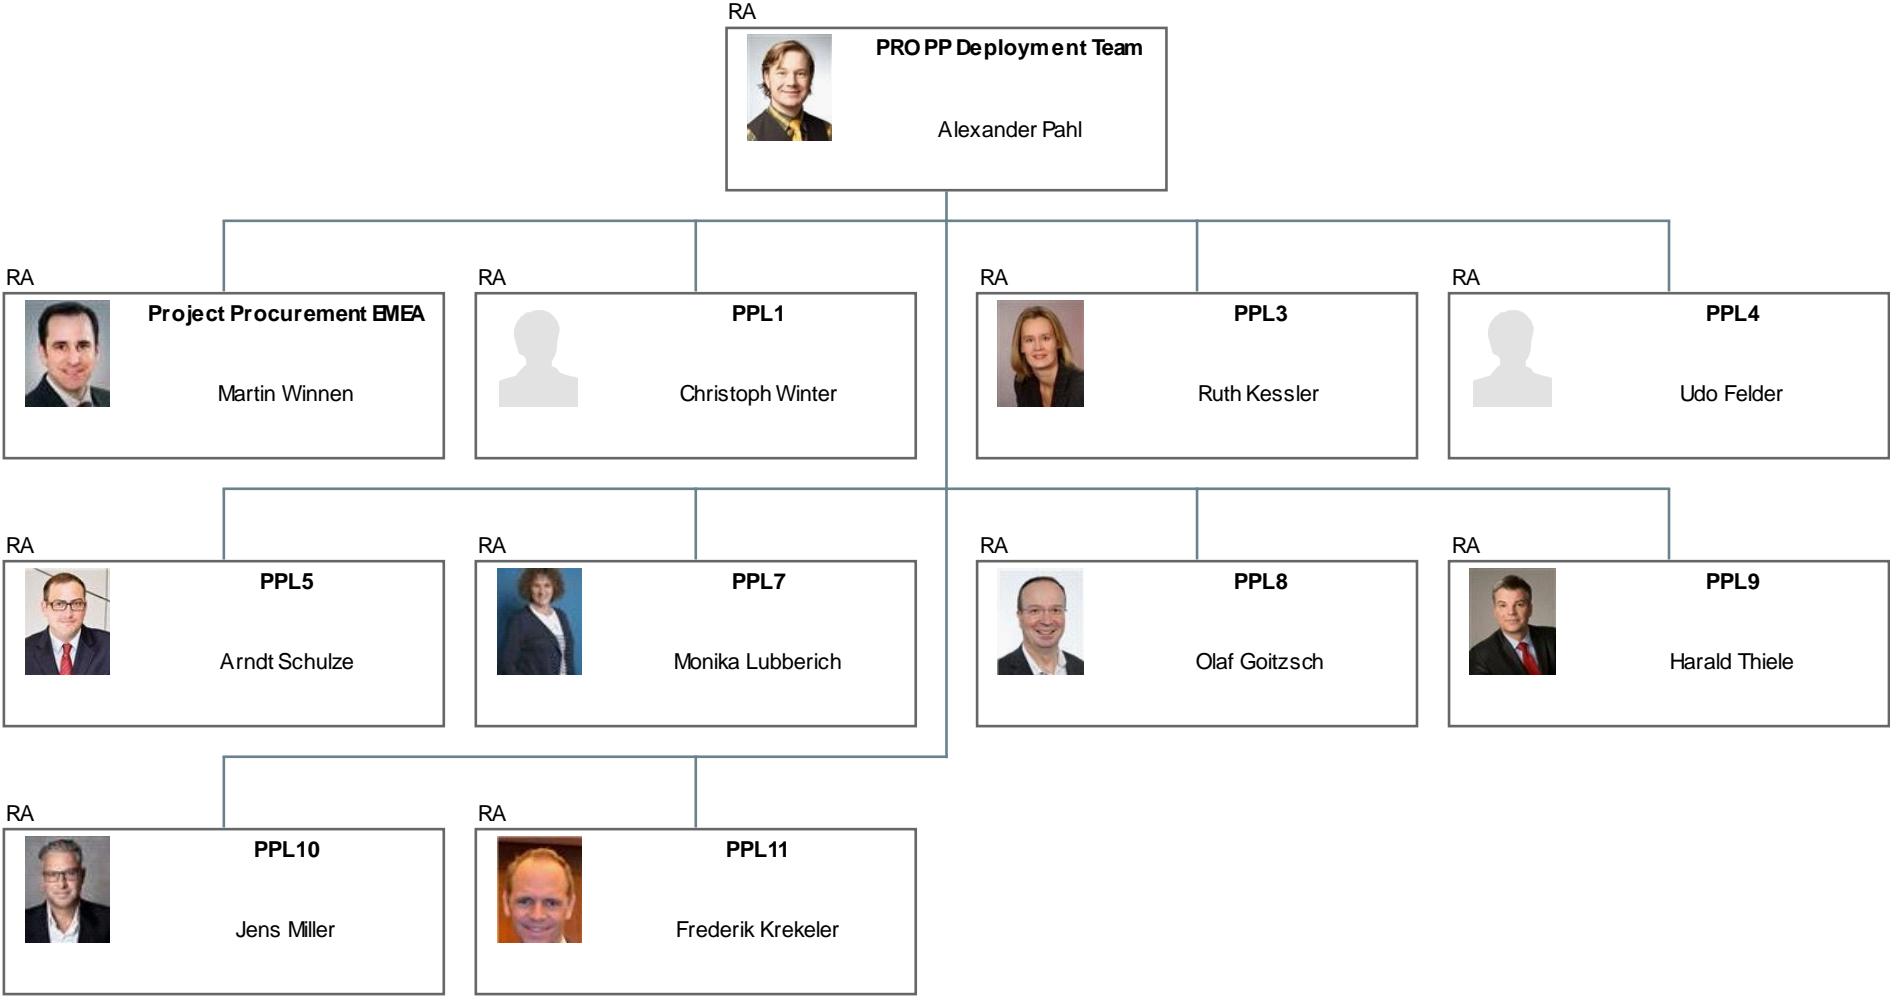 RA
PRO PP Deployment Team
Alexander Pahl
RA
RA
RA
RA
Project Procurement EMEA
PPL1
PPL3
PPL4
Martin Winnen
Christoph Winter
Ruth Kessler
Udo Felder
RA
RA
RA
RA
PPL5
PPL7
PPL8
PPL9
Arndt Schulze
Monika Lubberich
Olaf Goitzsch
Harald Thiele
RA
RA
PPL10
PPL11
Jens Miller
Frederik Krekeler